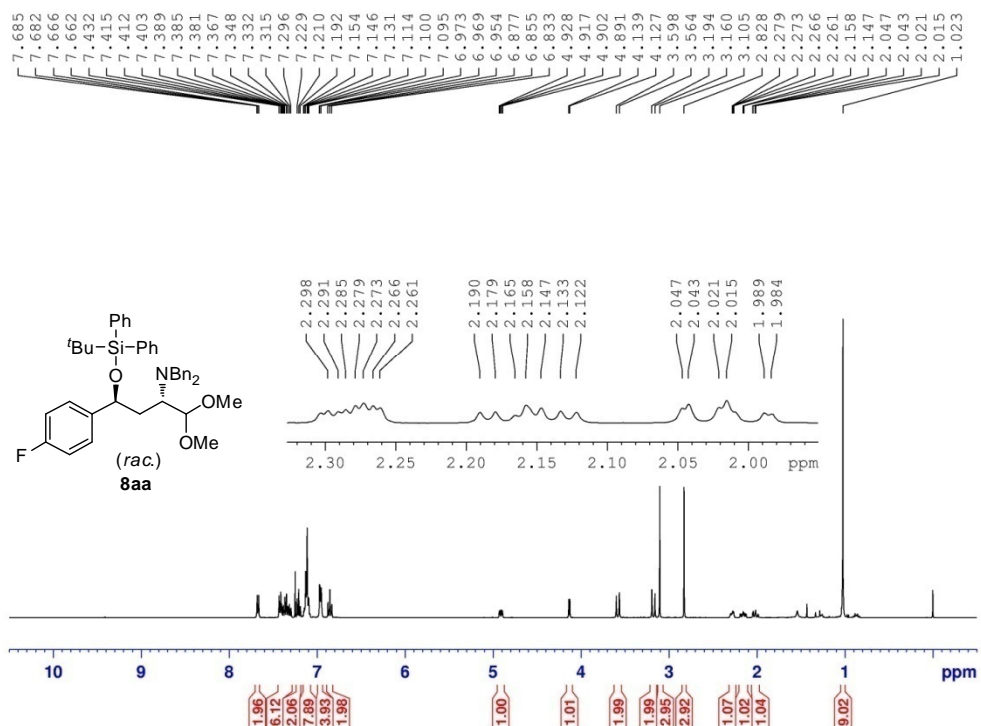 7.685 7.682 7.666 7.662 7.432 7.415 7.412 7.403 7.389 7.385 7.381 7.367 7.348 7.332 7.315 7.296 7.229 7.210 7.192 7.154 7.146 7.131 7.114 7.100 7.095 6.973 6.969 6.954 6.877 6.855 6.833 4.928 4.917 4.902 4.891 4.139 4.127 3.598 3.564 3.194 3.160 3.105 2.828 2.279 2.273 2.266 2.261 2.158 2.147 2.047 2.043 2.021 2.015 1.023
2.298 2.291 2.285 2.279 2.273 2.266 2.261 2.190 2.179 2.165 2.158 2.147 2.133 2.122 2.047 2.043 2.021 2.015 1.989 1.984
Ph
tBu Si Ph
O NBn2
OMe
OMe
F
(rac.)
8aa
2.30 2.25 2.20 2.15 2.10 2.05 2.00 ppm
10 9 8 7 6 5 4 3 2 1 ppm
1.96 6.12 2.06 7.89 3.93 1.98 1.00 1.01 1.99 1.99 2.95 2.92 1.07 1.02 1.04 9.02